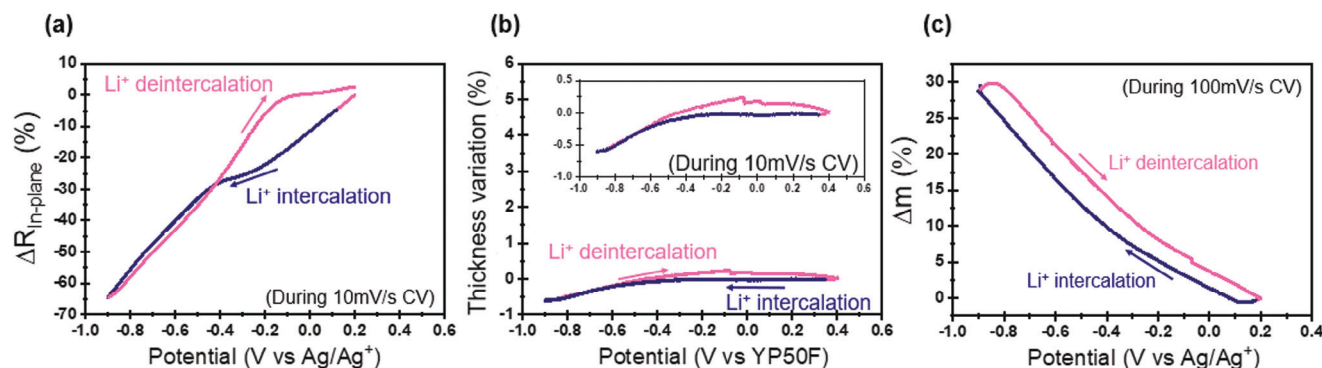 (a)
ΔR_In-plane (%)
10
0
-10
-20
-30
-40
-50
-60
-70
Li⁺ deintercalation
Li⁺ intercalation
(During 10mV/s CV)
-1.0 -0.8 -0.6 -0.4 -0.2 0.0 0.2 0.4
Potential (V vs Ag/Ag⁺)
(b)
Thickness variation (%)
6
5
4
3
2
1
0
-1
0.5
0.0
-0.5
-1.0
(During 10mV/s CV)
-1.0 -0.8 -0.6 -0.4 -0.2 0.0 0.2 0.4 0.6
Li⁺ deintercalation
Li⁺ intercalation
-1.0 -0.8 -0.6 -0.4 -0.2 0.0 0.2 0.4 0.6
Potential (V vs YP50F)
(c)
Δm (%)
30
25
20
15
10
5
0
(During 100mV/s CV)
Li⁺ deintercalation
Li⁺ intercalation
-1.0 -0.8 -0.6 -0.4 -0.2 0.0 0.2 0.4
Potential (V vs Ag/Ag⁺)